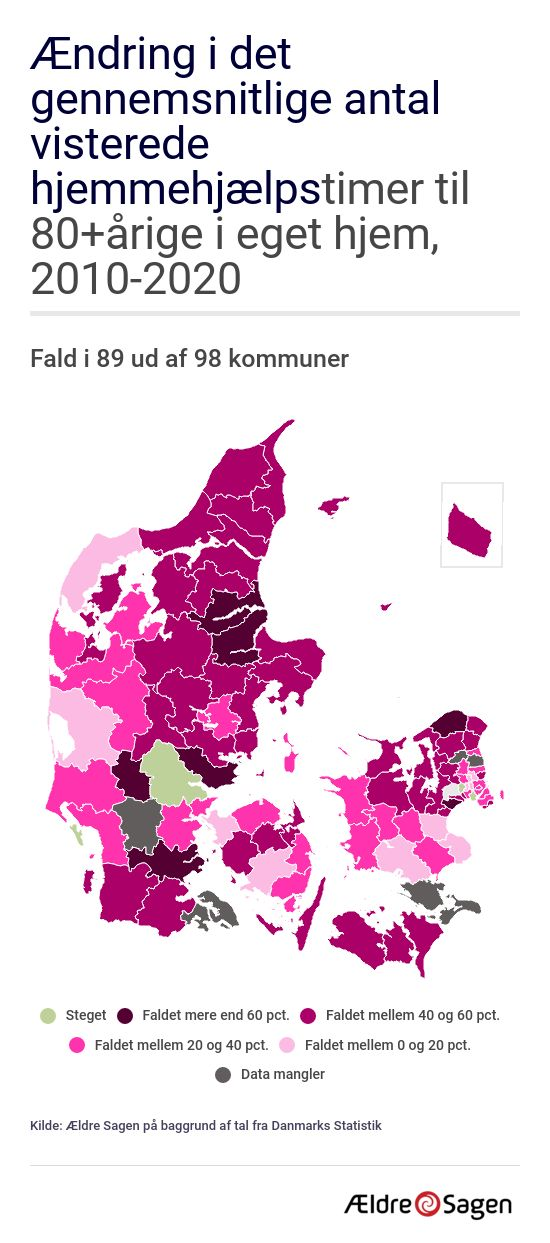 Ændring i det
gennemsnitlige antal
visterede
hjemmehjælpstimer til
80+årige i eget hjem,
2010-2020
Fald i 89 ud af 98 kommuner
Steget
Faldet mere end 60 pct.
Faldet mellem 40 og 60 pct.
Faldet mellem 20 og 40 pct.
Faldet mellem 0 og 20 pct.
Data mangler
Kilde: Ældre Sagen på baggrund af tal fra Danmarks Statistik
Ældre Sagen